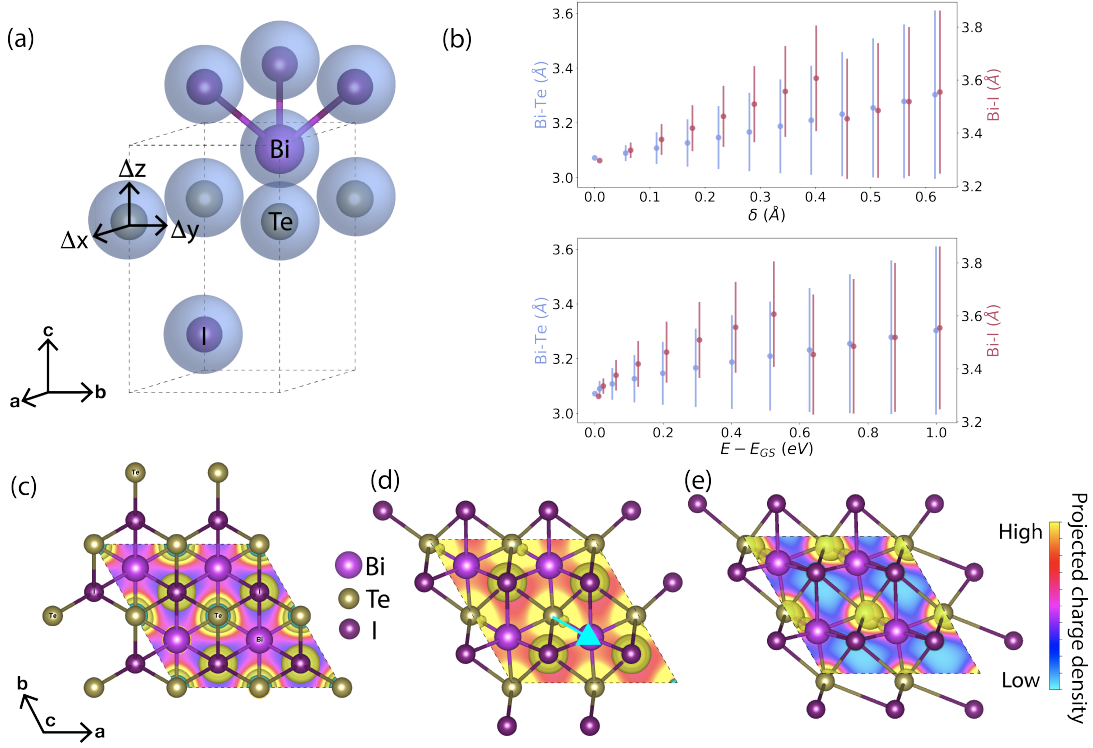 (a)
Bi
Δz
Δy
Δx
Te
I
c
a
b
(b)
3.6
3.4
3.2
3.0
Bi-Te (Å)
3.8
3.6
3.4
3.2
Bi-I (Å)
0.0 0.1 0.2 0.3 0.4 0.5 0.6
δ (Å)
3.6
3.4
3.2
3.0
Bi-Te (Å)
3.8
3.6
3.4
3.2
Bi-I (Å)
0.0 0.2 0.4 0.6 0.8 1.0
E − E_GS (eV)
(c)
Te
Te
I
Te
Te
Bi
b
c
a
Bi
Te
I
(d)
(e)
High
Low
Projected charge density